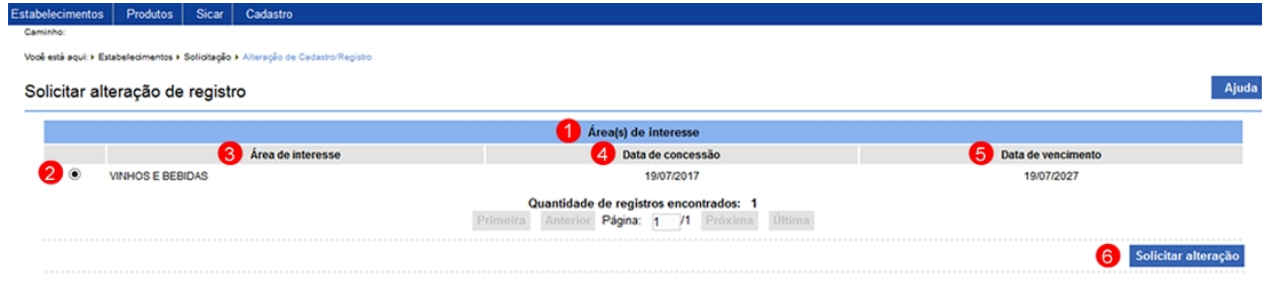 Estabelecimentos Produtos Sicar Cadastro
Caminho:
Você está aqui: Estabelecimentos Solicitação Alteração de Cadastro/Registro
Solicitar alteração de registro
Ajuda
1 Área(s) de interesse
3 Área de interesse 4 Data de concessão 5 Data de vencimento
2 VINHOS E BEBIDAS 19/07/2017 19/07/2027
Quantidade de registros encontrados: 1
Primeira Anterior Página: 1 /1 Próxima Última
6 Solicitar alteração